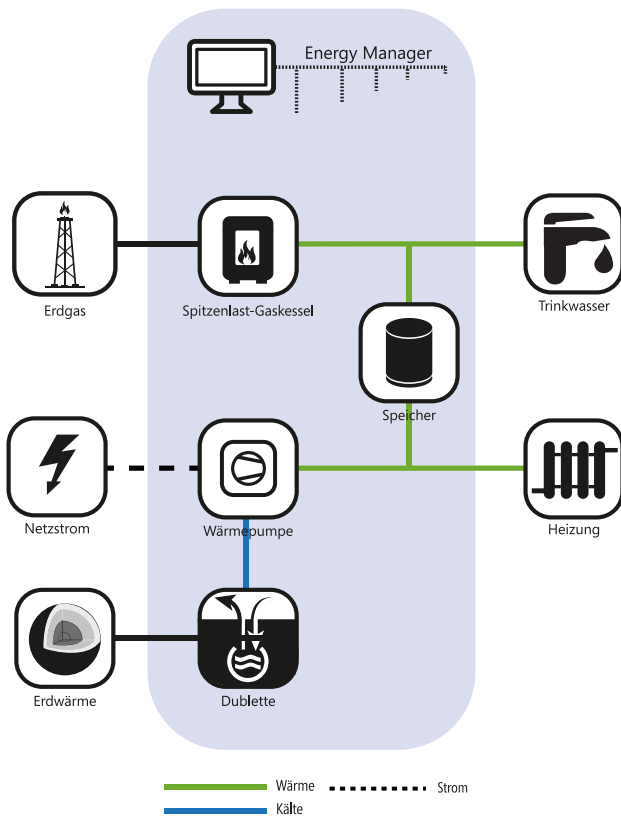 Energy Manager
Erdgas
Spitzenlast-Gaskessel
Trinkwasser
Speicher
Netzstrom
Wärmepumpe
Heizung
Erdwärme
Dublette
Wärme
Strom
Kälte